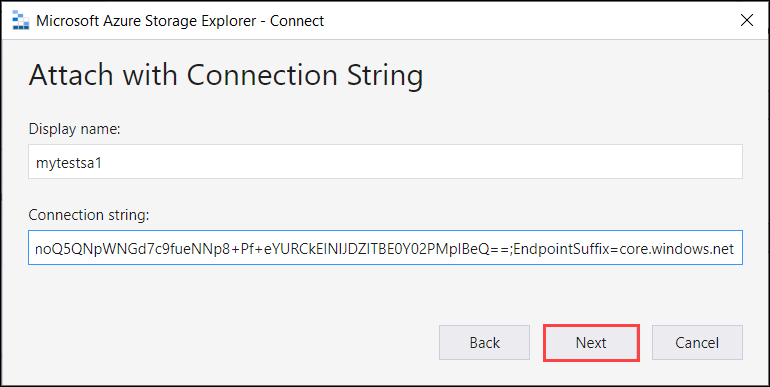 Microsoft Azure Storage Explorer - Connect
Attach with Connection String
Display name:
mytestsa1
Connection string:
noQ5QNpWNGd7c9fueNNp8+Pf+eYURCkEINIJDZITBE0Y02PMplBeQ==;EndpointSuffix=core.windows.net
Back
Next
Cancel